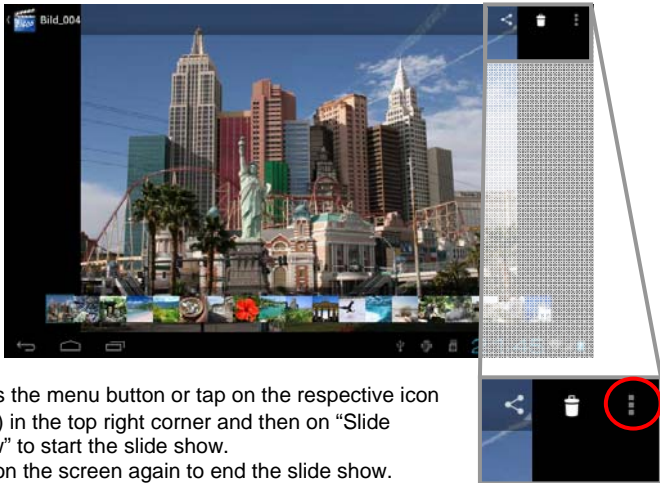 Bild_004
s the menu button or tap on the respective icon
) in the top right corner and then on “Slide
” to start the slide show.
on the screen again to end the slide show.